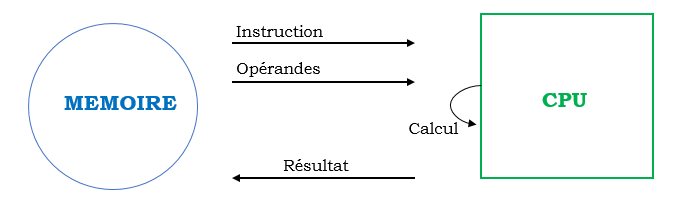 Instruction
Opérandes
MEMOIRE
CPU
Calcul
Résultat